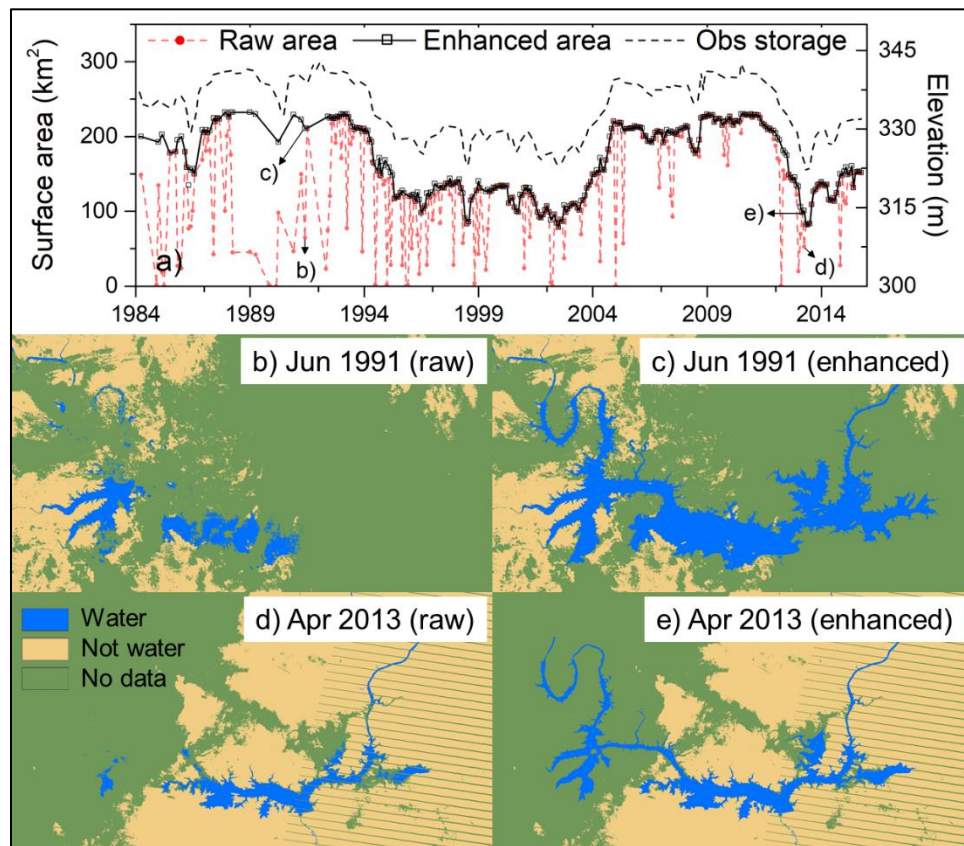 Raw area Enhanced area Obs storage
Surface area (km²)
300
200
100
0
345
330
315
300
Elevation (m)
a)
b)
c)
d)
e)
1984 1989 1994 1999 2004 2009 2014
b) Jun 1991 (raw)
c) Jun 1991 (enhanced)
Water
Not water
No data
d) Apr 2013 (raw)
e) Apr 2013 (enhanced)